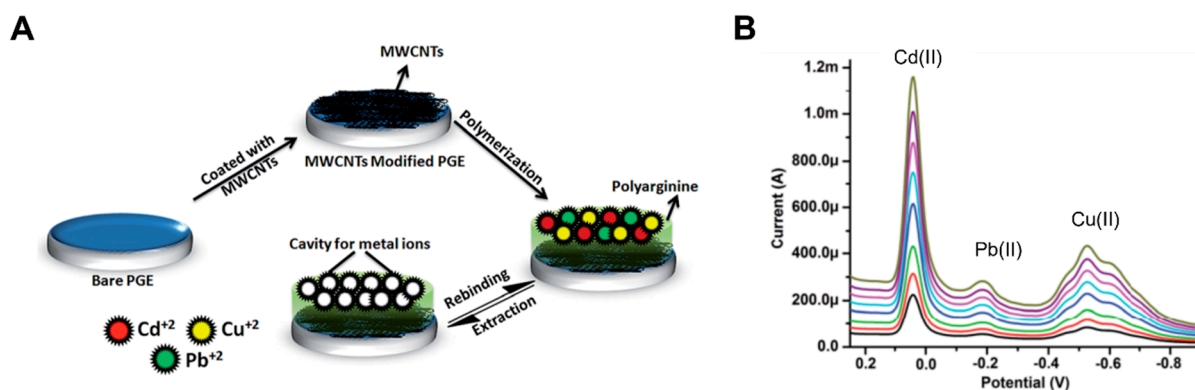 A
MWCNTs
Coated with
MWCNTs
MWCNTs Modified PGE
Polymerization
Polyarginine
Bare PGE
Cavity for metal ions
Rebinding
Extraction
Cd+2
Cu+2
Pb+2
B
Cd(II)
Pb(II)
Cu(II)
Current (A)
1.2m
1.0m
800.0μ
600.0μ
400.0μ
200.0μ
0.0
0.2
0.0
-0.2
-0.4
-0.6
-0.8
Potential (V)